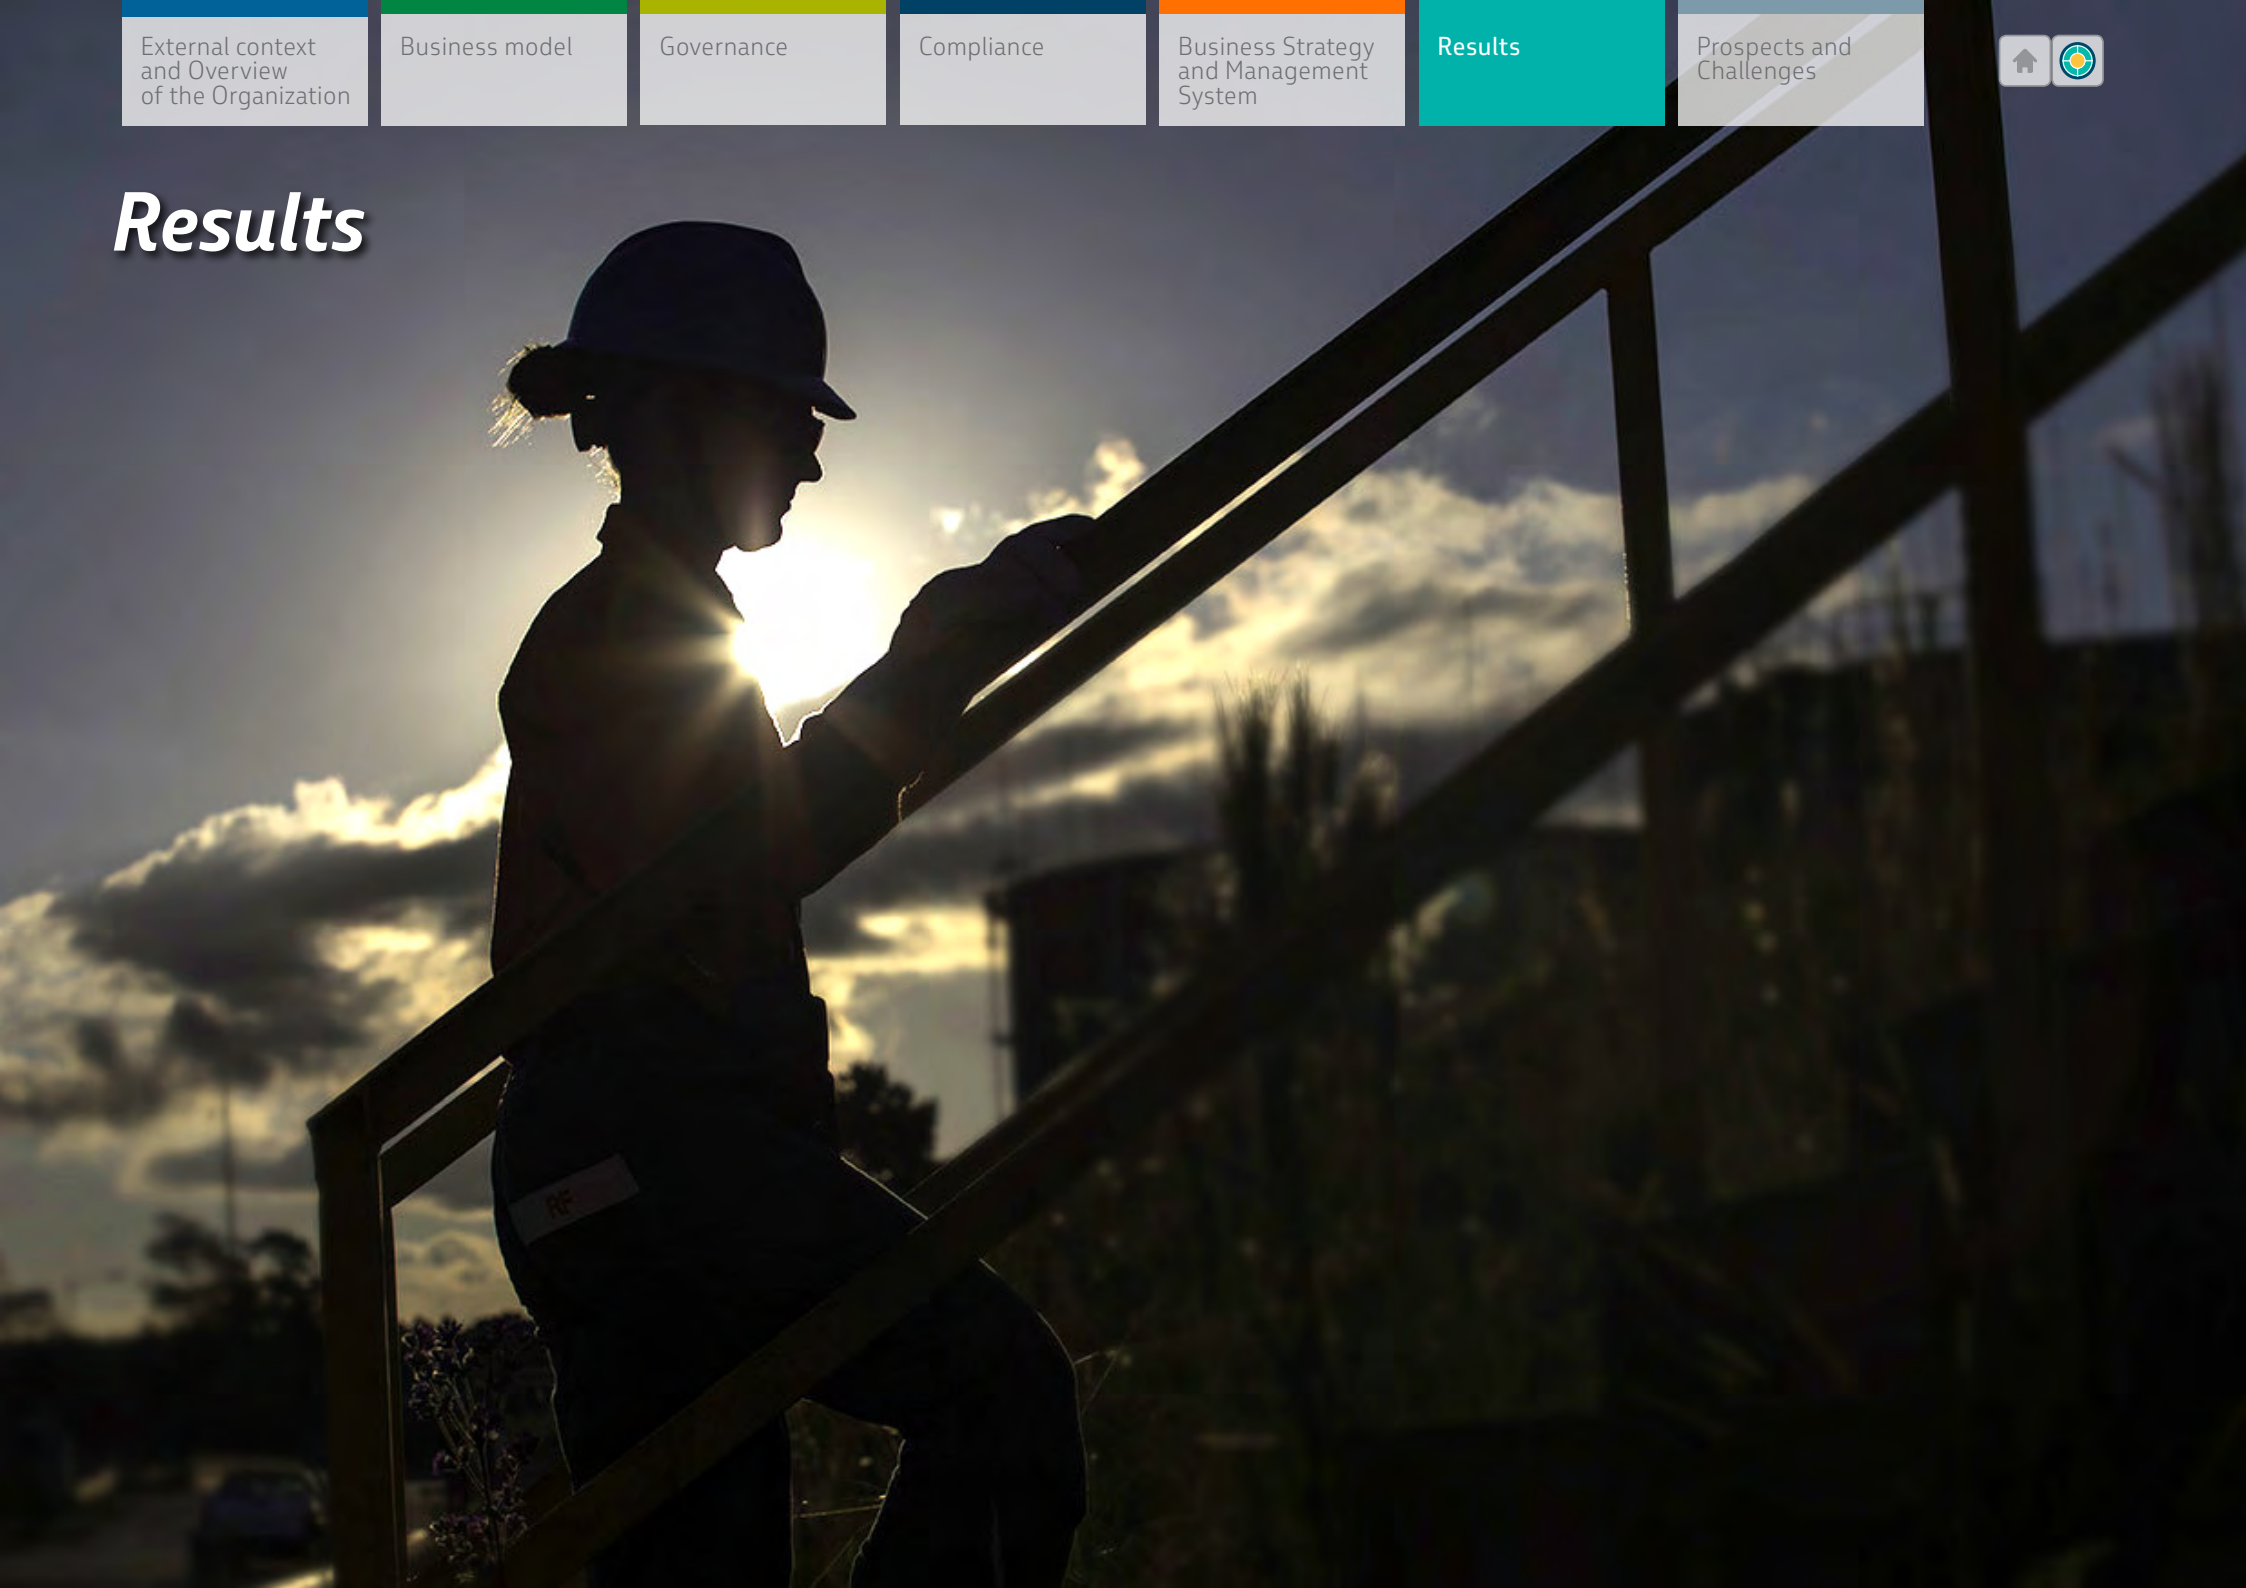 External context
and Overview
of the Organization
Business model
Governance
Compliance
Business Strategy
and Management
System
Results
Prospects and
Challenges
Results
RF